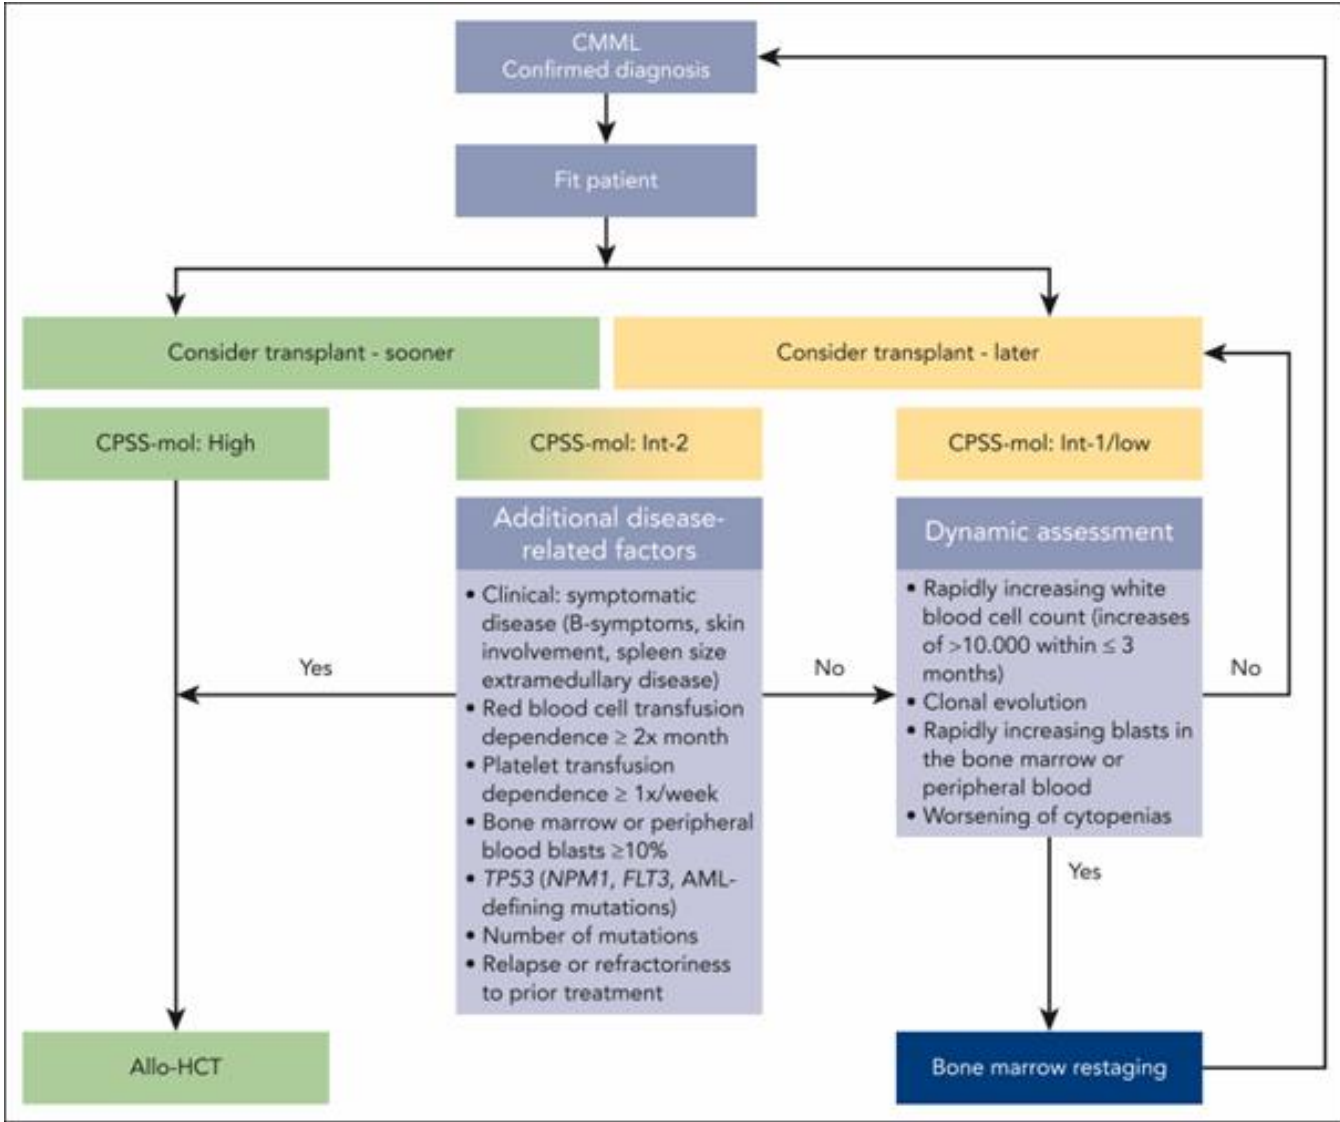 CMML
Confirmed diagnosis
Fit patient
Consider transplant - sooner
Consider transplant - later
CPSS-mol: High
CPSS-mol: Int-2
CPSS-mol: Int-1/low
Additional disease-
related factors
• Clinical: symptomatic
disease (B-symptoms, skin
involvement, spleen size
extramedullary disease)
• Red blood cell transfusion
dependence ≥ 2x month
• Platelet transfusion
dependence ≥ 1x/week
• Bone marrow or peripheral
blood blasts ≥10%
• TP53 (NPM1, FLT3, AML-
defining mutations)
• Number of mutations
• Relapse or refractoriness
to prior treatment
Dynamic assessment
• Rapidly increasing white
blood cell count (increases
of >10.000 within ≤ 3
months)
• Clonal evolution
• Rapidly increasing blasts in
the bone marrow or
peripheral blood
• Worsening of cytopenias
Yes
No
No
Yes
Allo-HCT
Bone marrow restaging